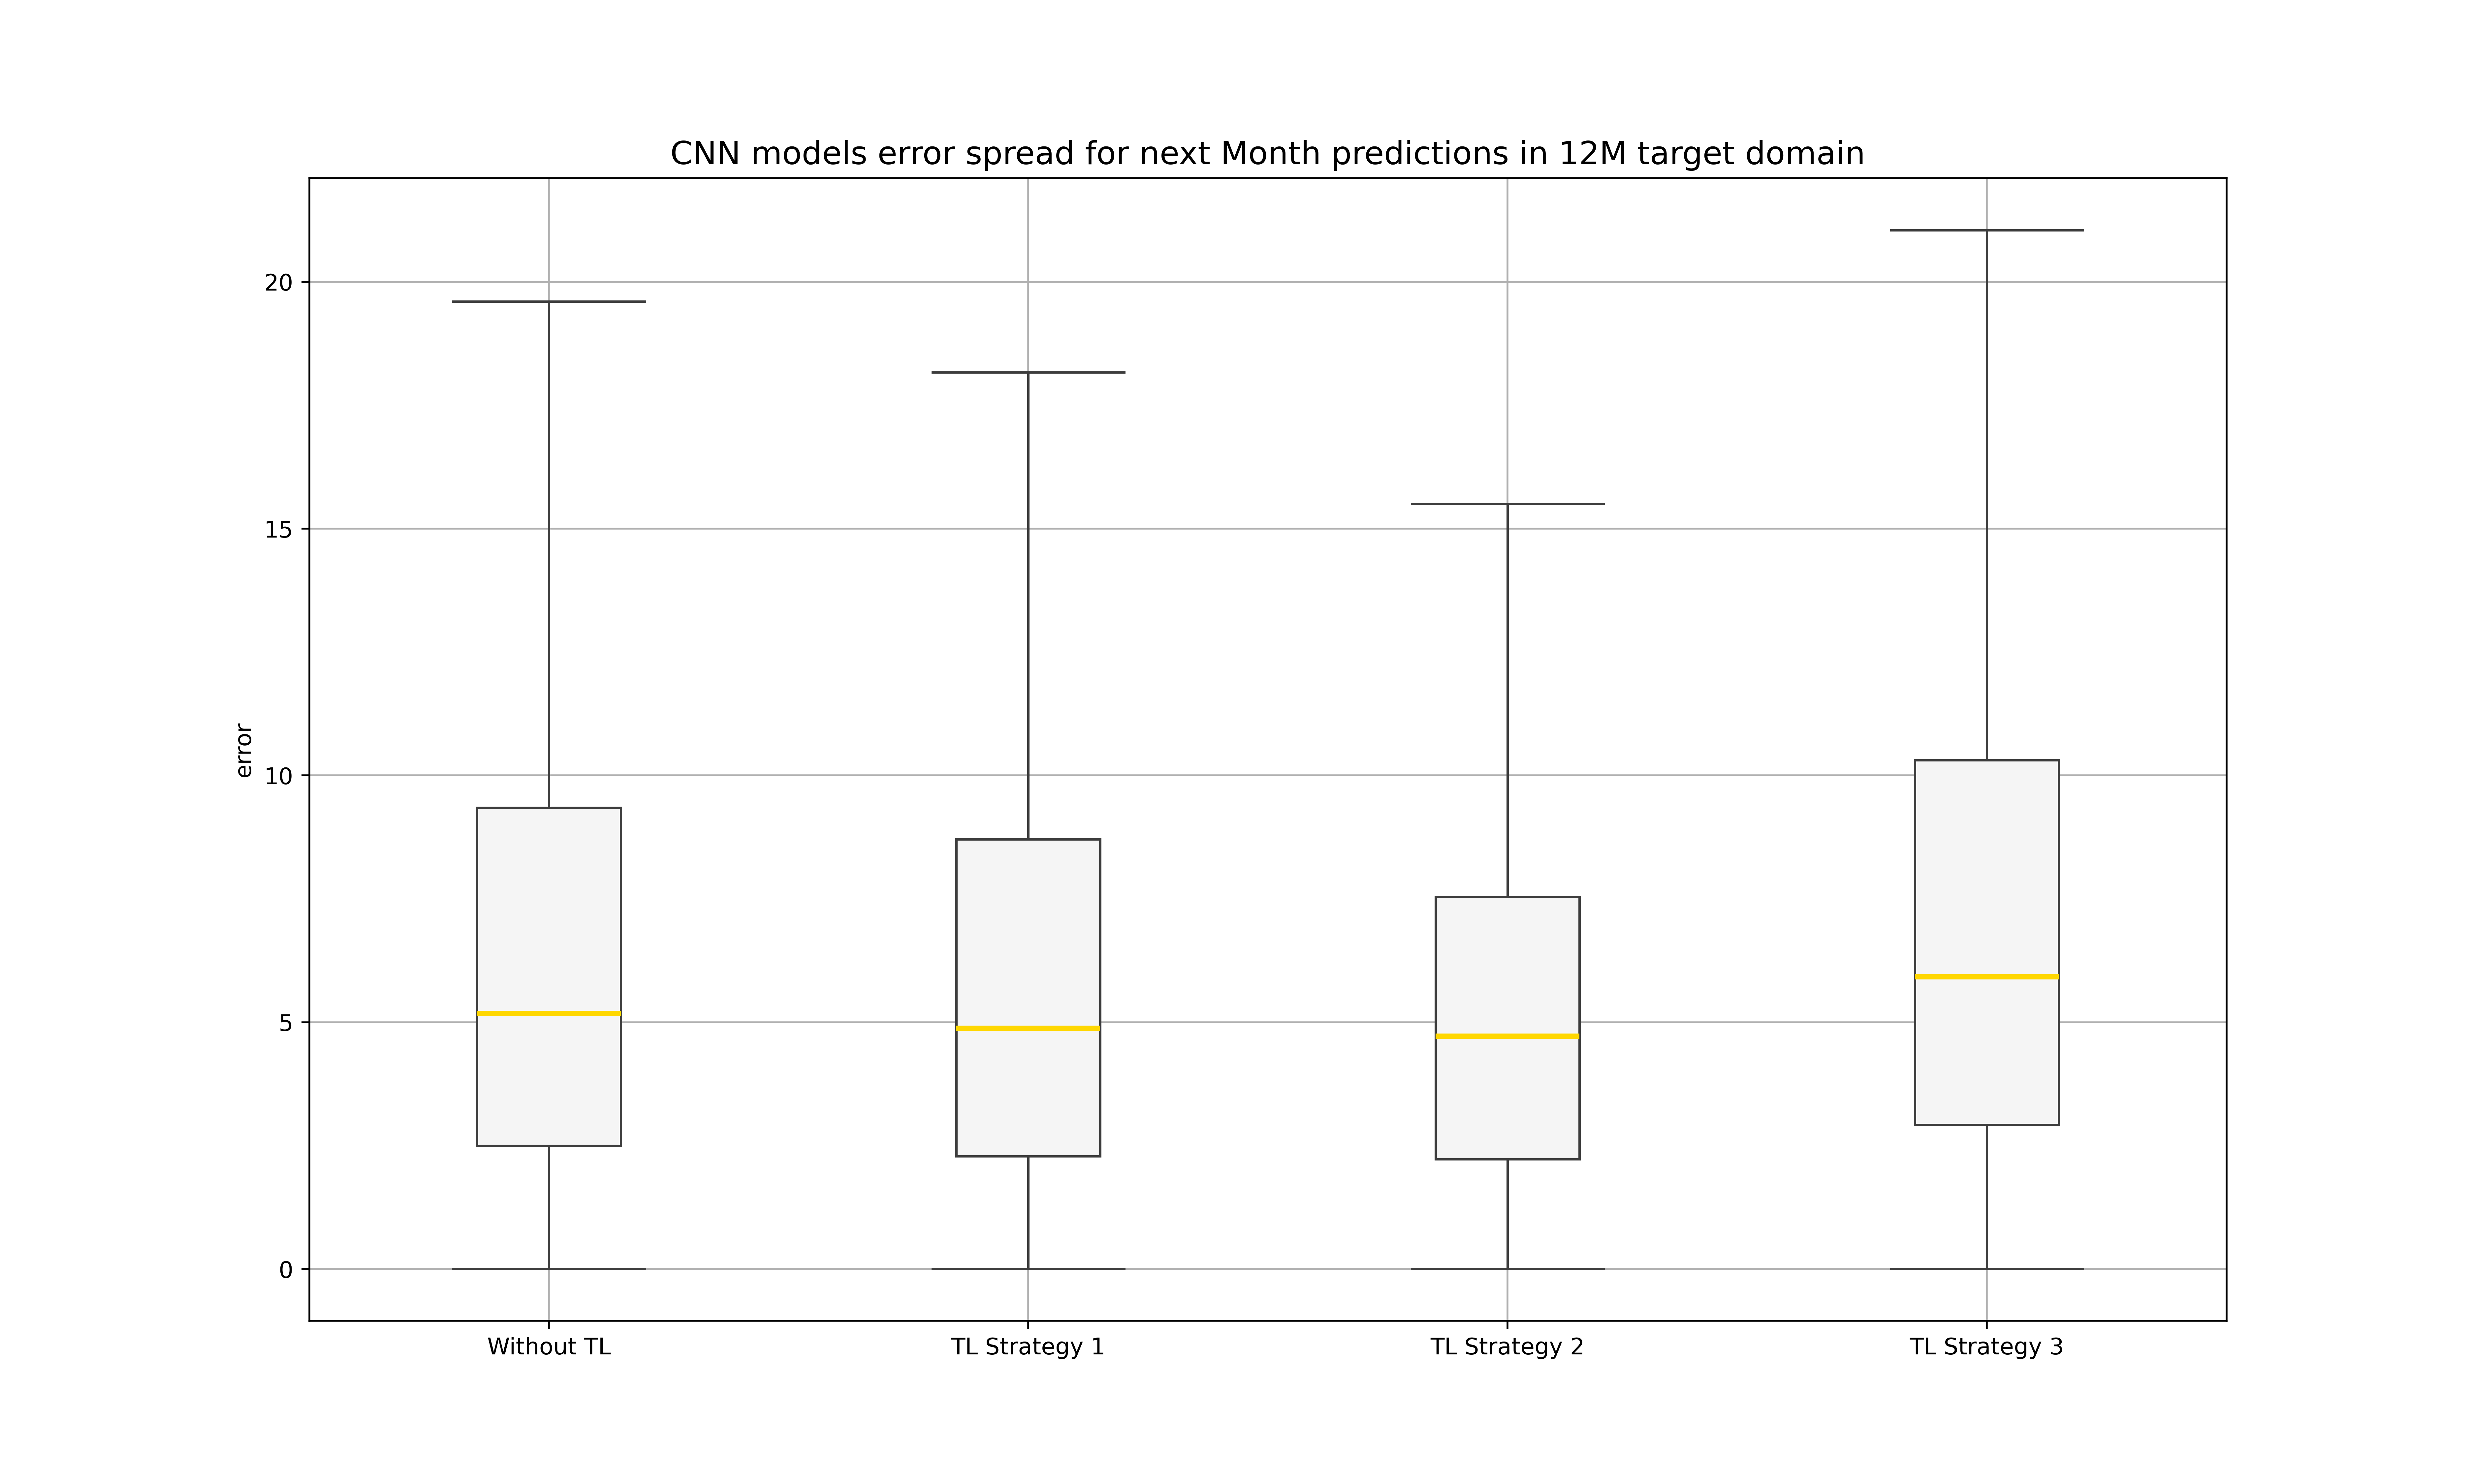 CNN models error spread for next Month predictions in 12M target domain
20
15
10
5
0
error
Without TL
TL Strategy 1
TL Strategy 2
TL Strategy 3